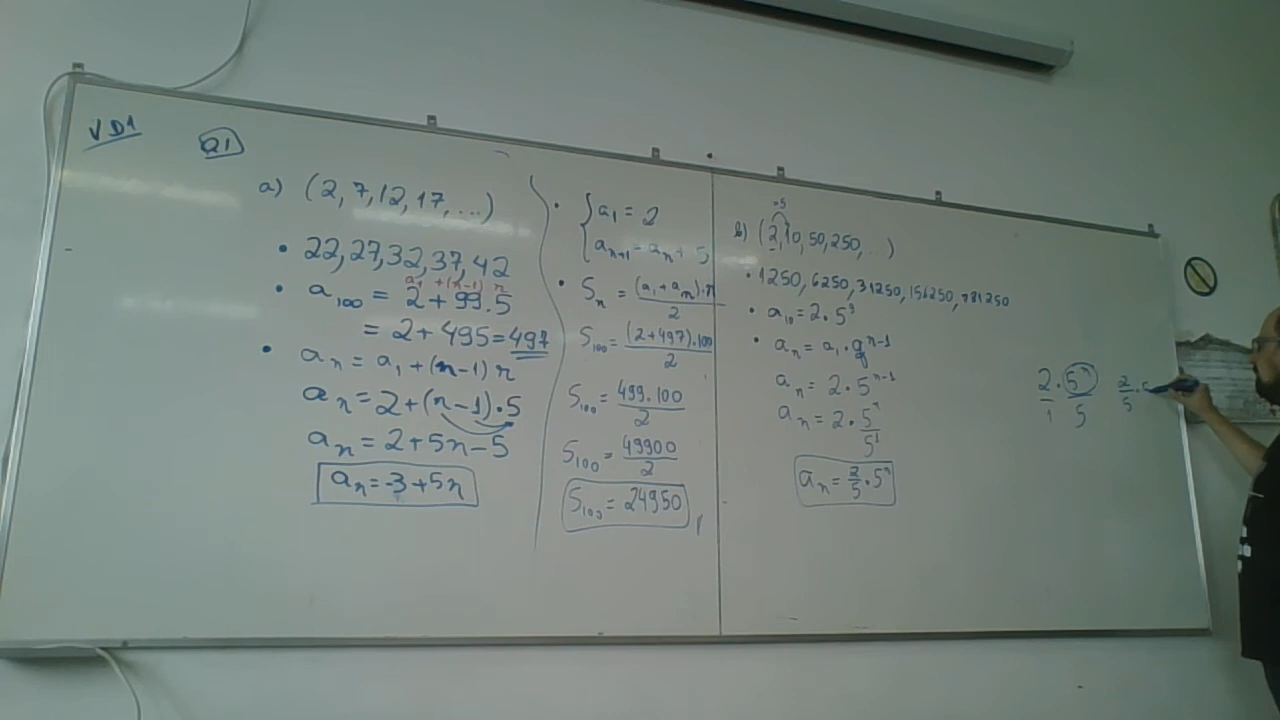 VD1
Q1
a) (2, 7, 12, 17, ...)
• 22, 27, 32, 37, 42
a1 + (n-1) r
• a100 = 2 + 99.5
= 2 + 495 = 497
• an = a1 + (n-1) r
an = 2 + (n-1).5
an = 2 + 5n - 5
an = -3 + 5n
• { a1 = 2
an+1 = an + 5
• Sn = (a1 + an).n / 2
S100 = (2+497).100 / 2
S100 = 499.100 / 2
S100 = 49900 / 2
S100 = 24950
×5
b) (2, 10, 50, 250, ...)
• 1250, 6250, 31250, 156250, 781250
• a10 = 2.5⁹
• an = a1.qⁿ⁻¹
an = 2.5ⁿ⁻¹
an = 2.5ⁿ / 5¹
an = 2/5 . 5ⁿ
2/1 . 5ⁿ/5
2/5 . 5